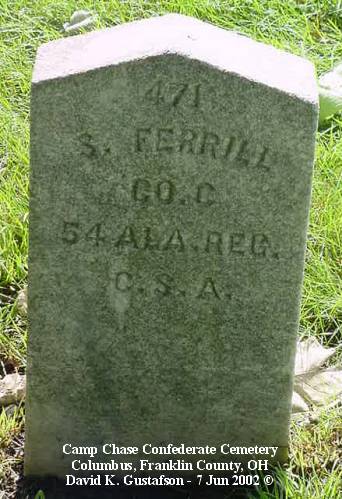 471
S. FERRILL
CO. C
54 ALA. REG.
C. S. A.
Camp Chase Confederate Cemetery
Columbus, Franklin County, OH
David K. Gustafson - 7 Jun 2002 ©